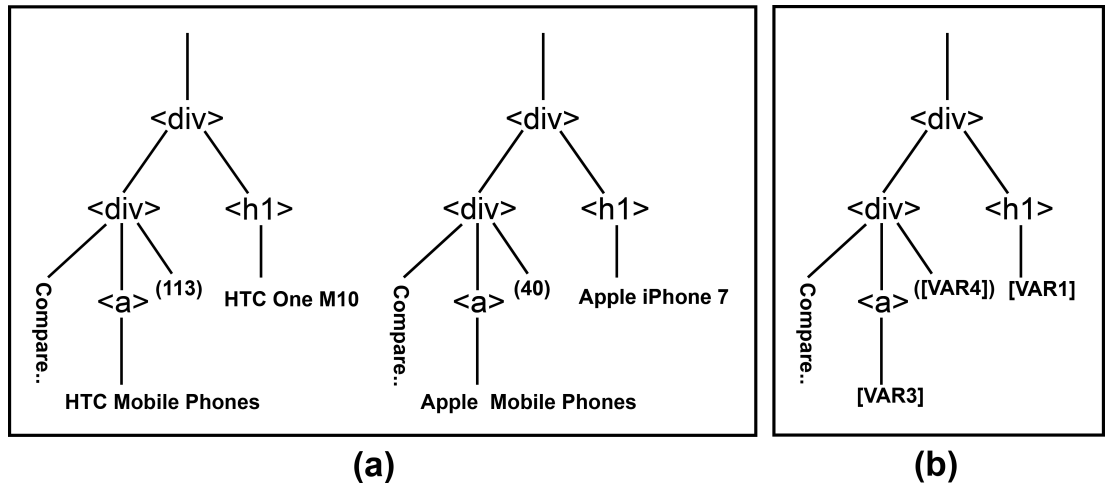 <div> <div> <div>
<div> <h1> <div> <h1> <div> <h1>
Compare.. <a> (113) HTC One M10 Compare.. <a> (40) Apple iPhone 7 Compare.. <a> ([VAR4]) [VAR1]
HTC Mobile Phones Apple Mobile Phones [VAR3]
(a) (b)